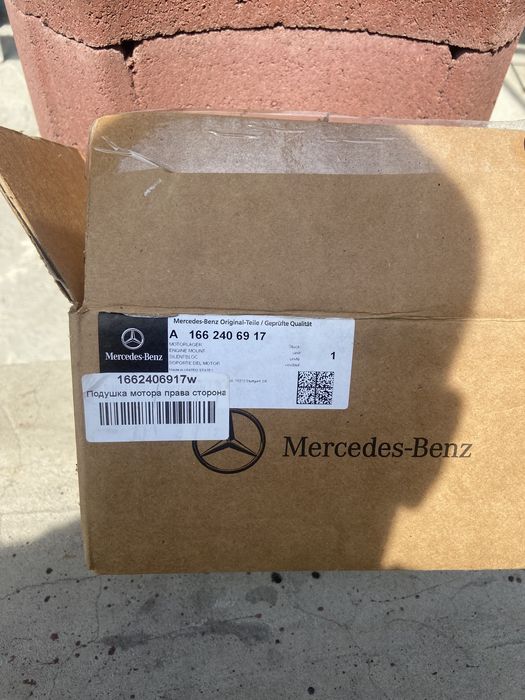 Mercedes-Benz Original-Teile / Geprüfte Qualität
A 166 240 69 17
MOTORLAGER
ENGINE MOUNT
SILENTBLOC
SOPORTE DEL MOTOR
1
Mercedes-Benz
1662406917w
Подушка мотора права сторона
Mercedes-Benz